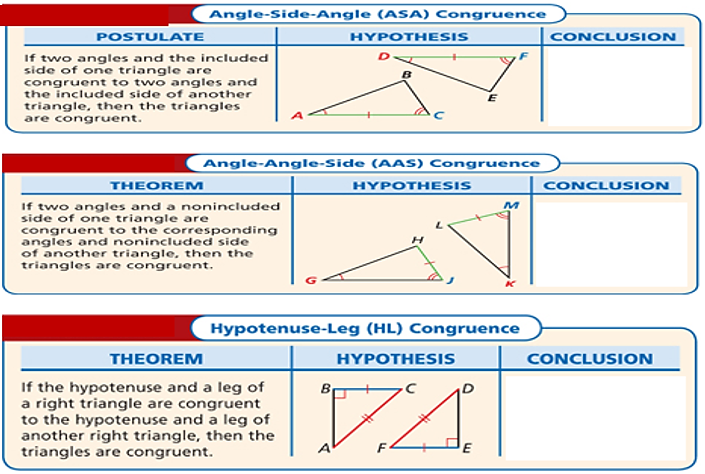 Angle-Side-Angle (ASA) Congruence
POSTULATE HYPOTHESIS CONCLUSION
If two angles and the included
side of one triangle are
congruent to two angles and
the included side of another
triangle, then the triangles
are congruent.
D F
B
E
A C
Angle-Angle-Side (AAS) Congruence
THEOREM HYPOTHESIS CONCLUSION
If two angles and a nonincluded
side of one triangle are
congruent to the corresponding
angles and nonincluded side
of another triangle, then the
triangles are congruent.
M
L
H
G J K
Hypotenuse-Leg (HL) Congruence
THEOREM HYPOTHESIS CONCLUSION
If the hypotenuse and a leg of
a right triangle are congruent
to the hypotenuse and a leg of
another right triangle, then the
triangles are congruent.
B C D
A F E